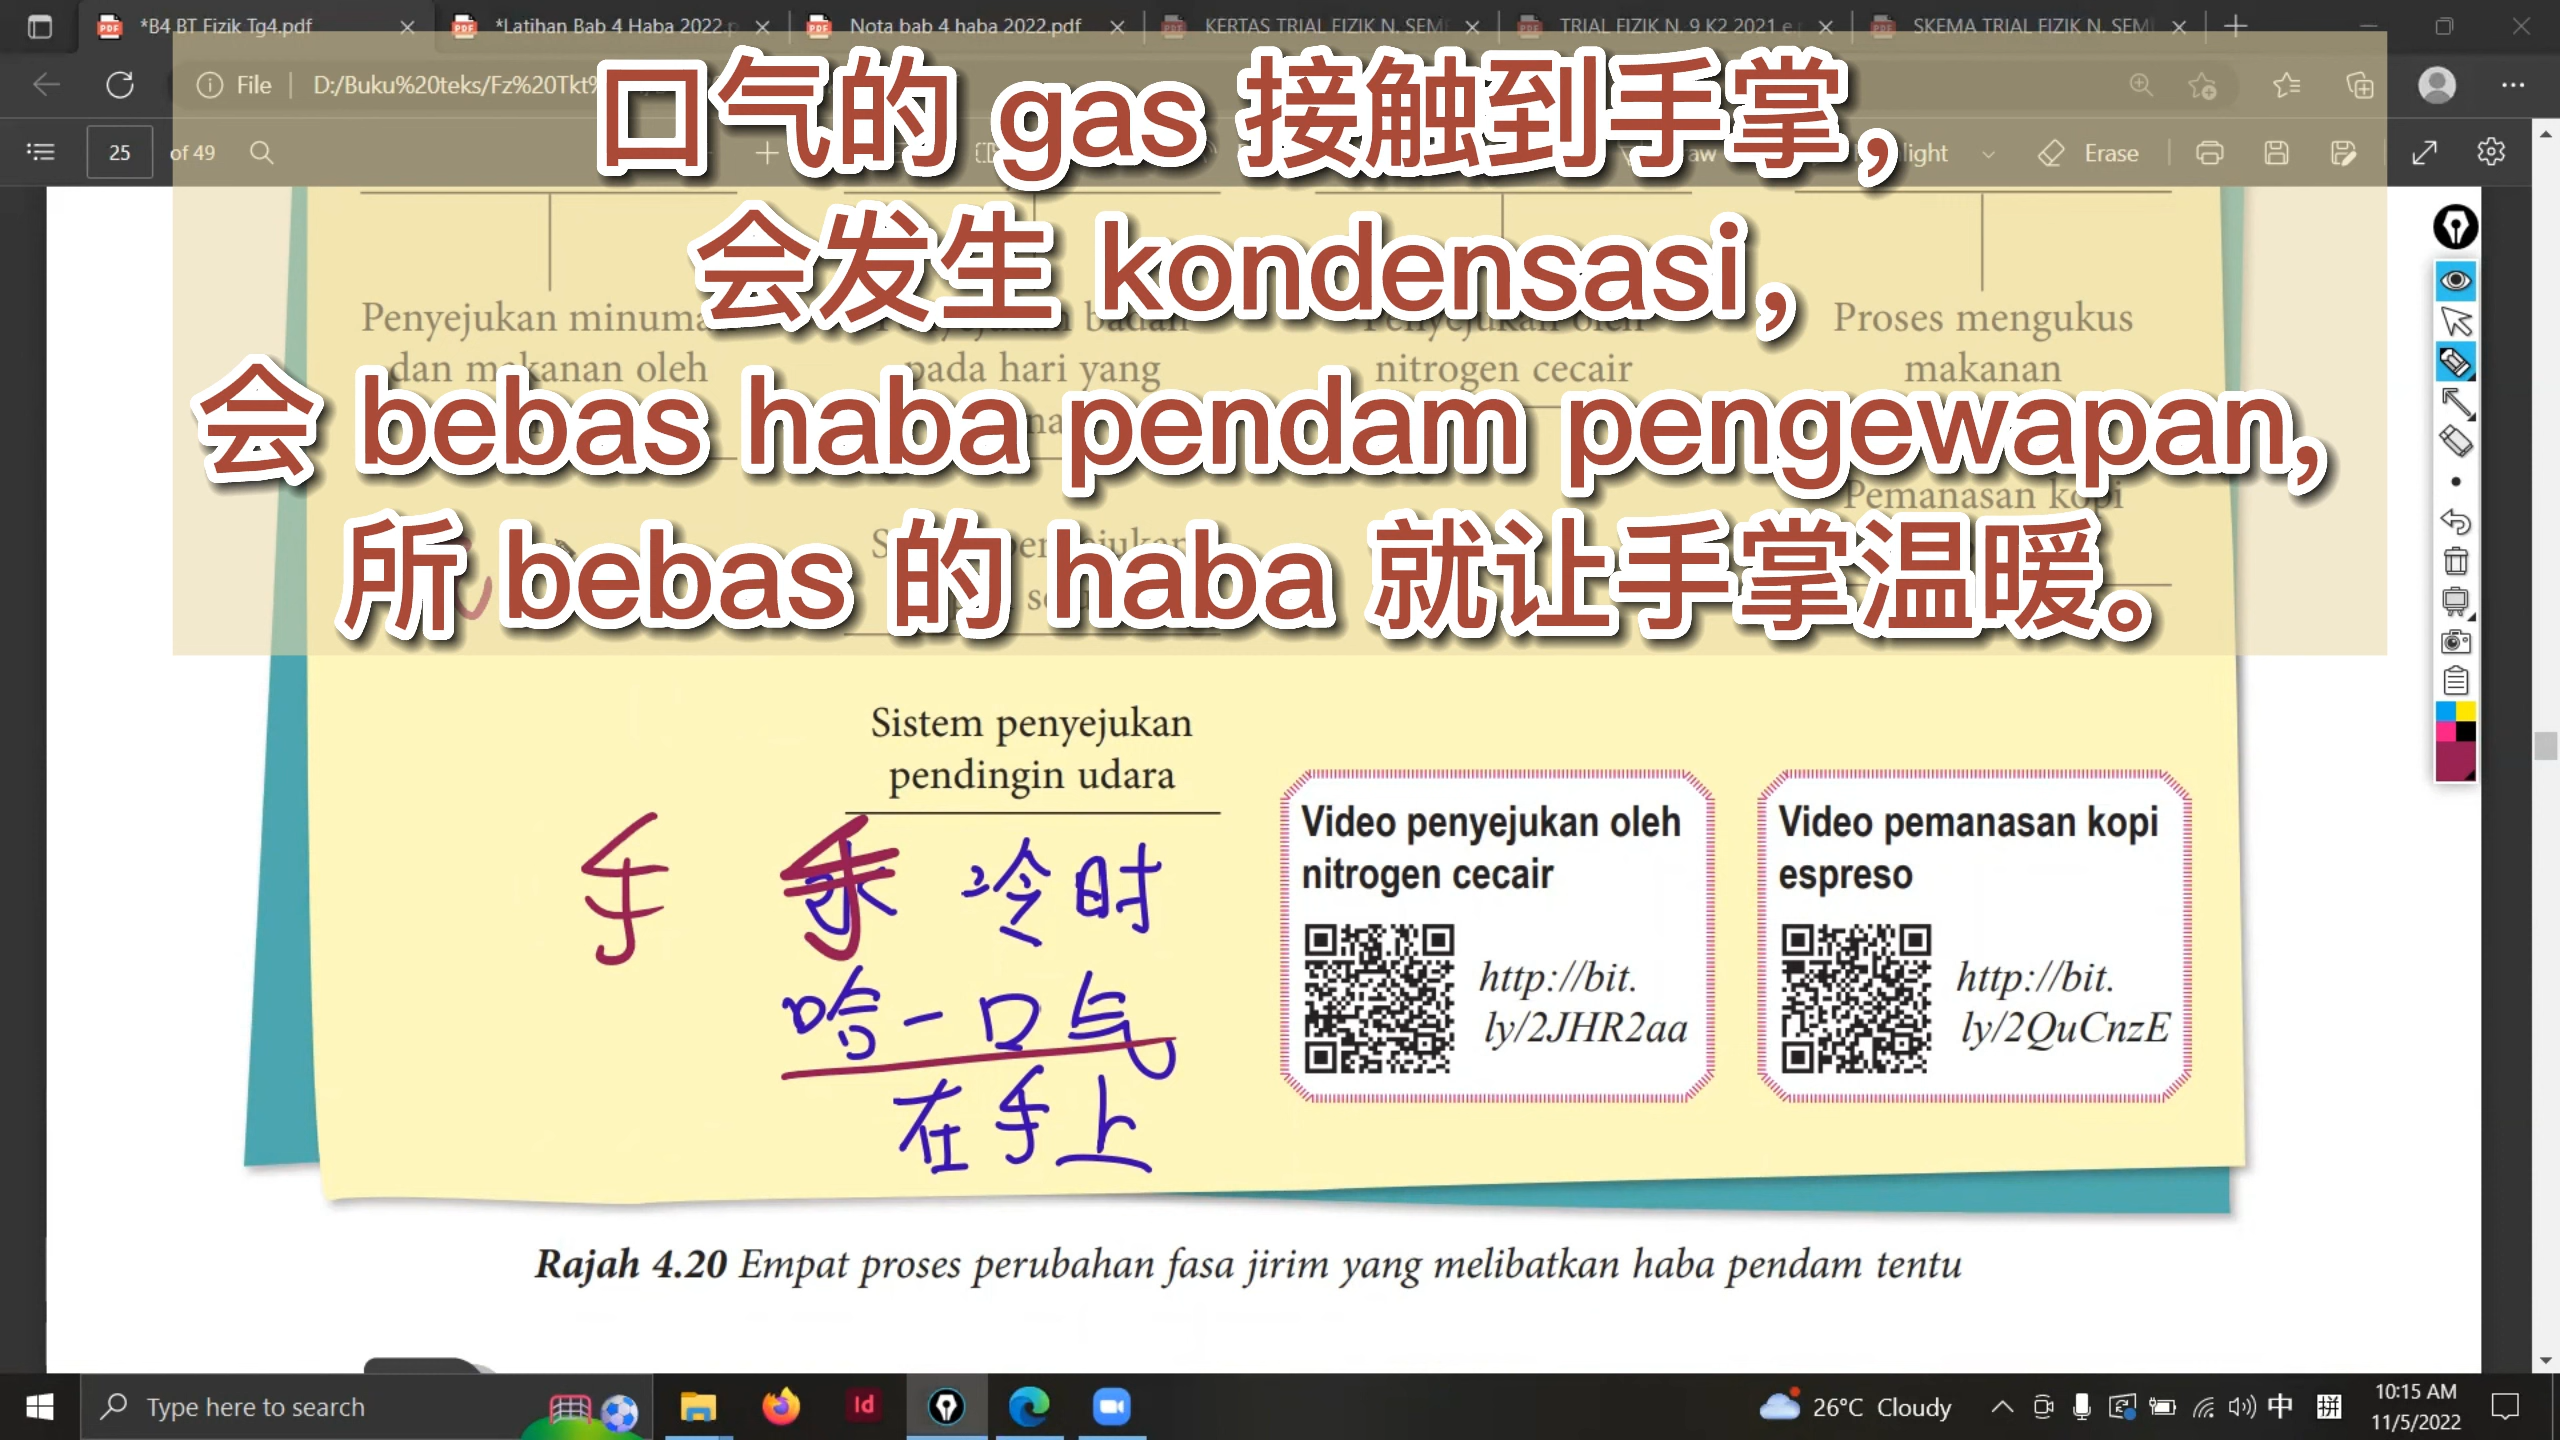 *B4 BT Fizik Tg4.pdf
*Latihan Bab 4 Haba 2022.p
Nota bab 4 haba 2022.pdf
KERTAS TRIAL FIZIK N. SEM
TRIAL FIZIK N. 9 K2 2021 e
SKEMA TRIAL FIZIK N. SEM
File
D:/Buku%20teks/Fz%20Tkt%
25
of 49
Erase
口气的 gas 接触到手掌，
会发生 kondensasi，
会 bebas haba pendam pengewapan,
所 bebas 的 haba 就让手掌温暖。
Penyejukan minuma
dan makanan oleh
pada hari yang
nitrogen cecair
Proses mengukus
makanan
Pemanasan kopi
Sistem penyejukan
pendingin udara
手 手 冷时
哈一口气
在手上
Video penyejukan oleh
nitrogen cecair
http://bit.
ly/2JHR2aa
Video pemanasan kopi
espreso
http://bit.
ly/2QuCnzE
Rajah 4.20 Empat proses perubahan fasa jirim yang melibatkan haba pendam tentu
Type here to search
Id
26°C Cloudy
中
拼
10:15 AM
11/5/2022